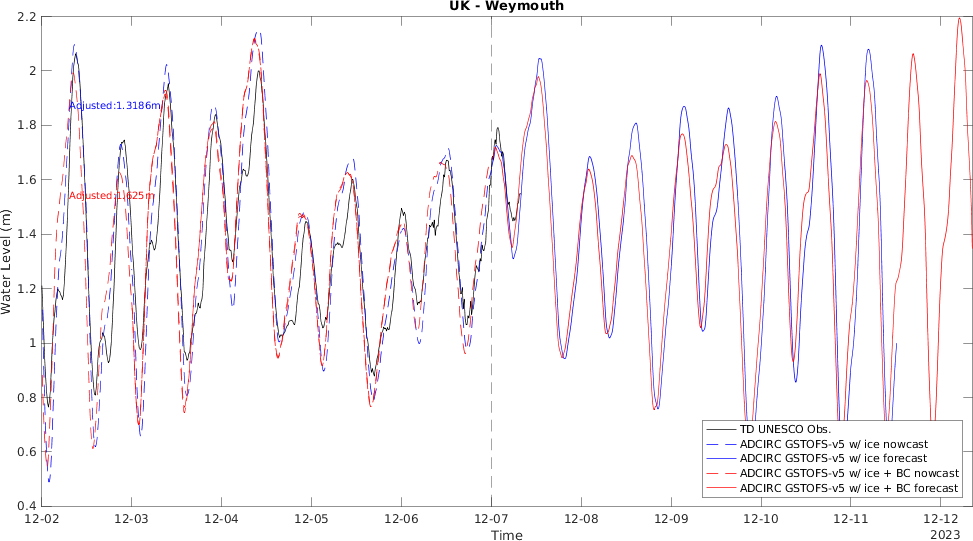 UK - Weymouth
2.2
2
1.8
1.6
1.4
1.2
1
0.8
0.6
0.4
Water Level (m)
Adjusted:1.3186m
Adjusted:1.625m
TD UNESCO Obs.
ADCIRC GSTOFS-v5 w/ ice nowcast
ADCIRC GSTOFS-v5 w/ ice forecast
ADCIRC GSTOFS-v5 w/ ice + BC nowcast
ADCIRC GSTOFS-v5 w/ ice + BC forecast
12-02 12-03 12-04 12-05 12-06 12-07 12-08 12-09 12-10 12-11 12-12
2023
Time